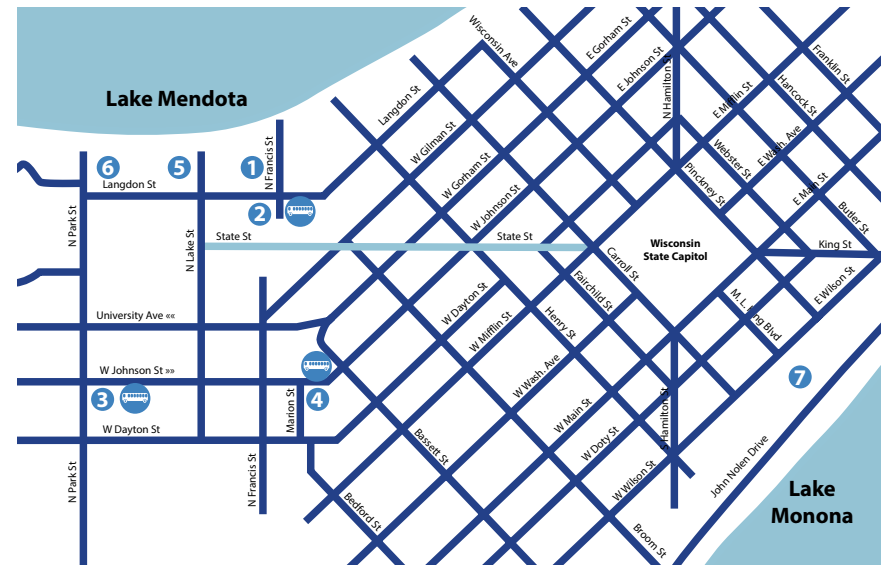 Wisconsin Ave
E Gorham St
E Johnson St
N Hamilton St
Franklin St
Hancock St
E Mifflin St
Lake Mendota
Langdon St
W Gilman St
Webster St
E Wash. Ave
6
5
1
N Francis St
Langdon St
W Gorham St
Pinckney St
E Main St
Butler St
2
N Park St
N Lake St
State St
State St
W Johnson St
Wisconsin
State Capitol
King St
Carroll St
Fairchild St
E Wilson St
W Dayton St
M. L. King Blvd
University Ave ««
W Mifflin St
Henry St
W Johnson St »»
W Wash. Ave
7
3
Marion St
4
W Dayton St
W Main St
S Hamilton St
Bassett St
W Doty St
N Park St
N Francis St
W Wilson St
John Nolen Drive
Bedford St
Broom St
Lake
Monona